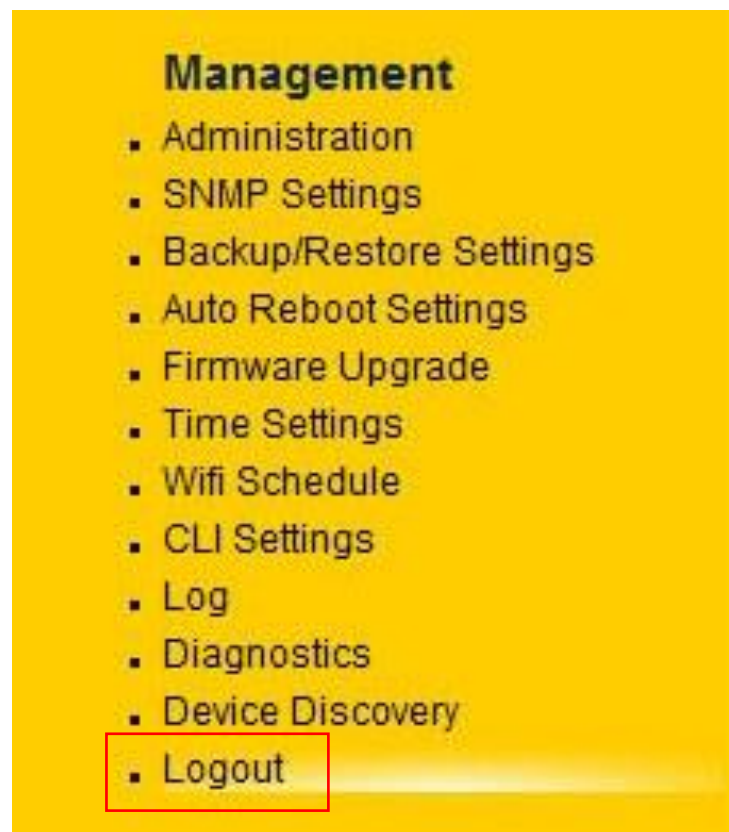 Management
Administration
SNMP Settings
Backup/Restore Settings
Auto Reboot Settings
Firmware Upgrade
Time Settings
Wifi Schedule
CLI Settings
Log
Diagnostics
Device Discovery
Logout